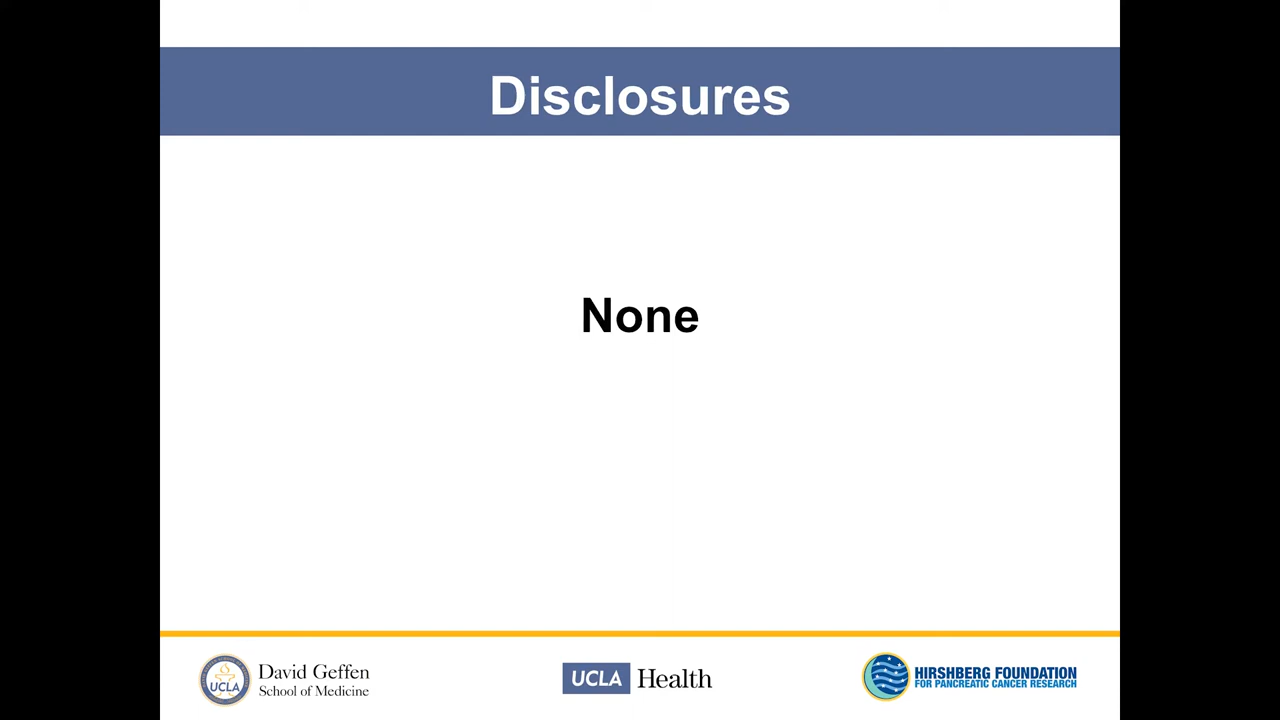 Disclosures
None
UCLA
David Geffen
School of Medicine
UCLA Health
HIRSHBERG FOUNDATION
FOR PANCREATIC CANCER RESEARCH